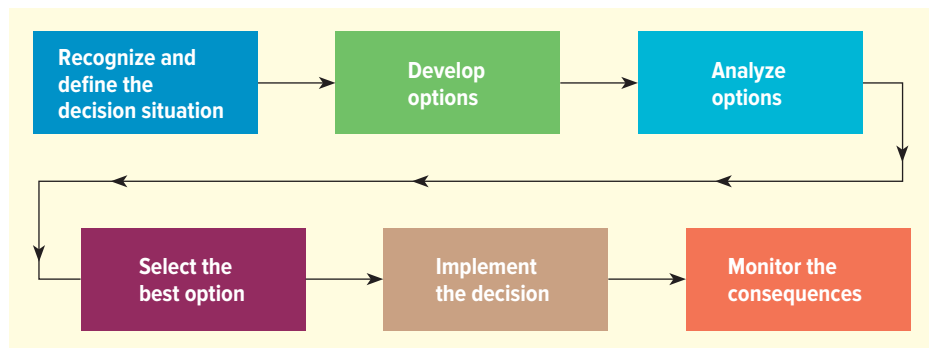 Recognize and
define the
decision situation
Develop
options
Analyze
options
Select the
best option
Implement
the decision
Monitor the
consequences